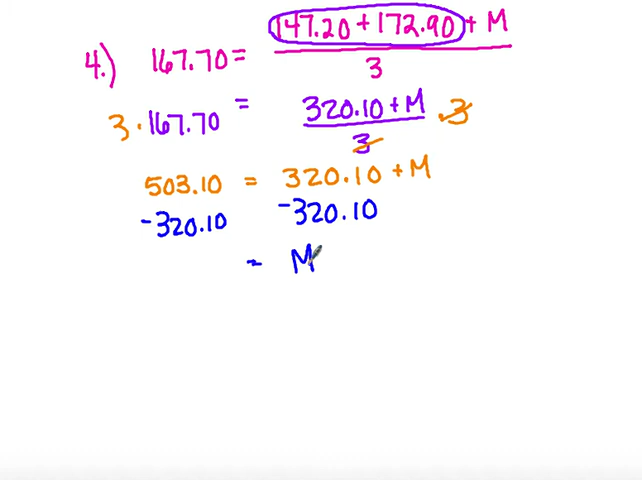 4.) 167.70 = (147.20 + 172.90 + M) / 3
3 · 167.70 = (320.10 + M) / 3 · 3
503.10 = 320.10 + M
-320.10 -320.10
= M